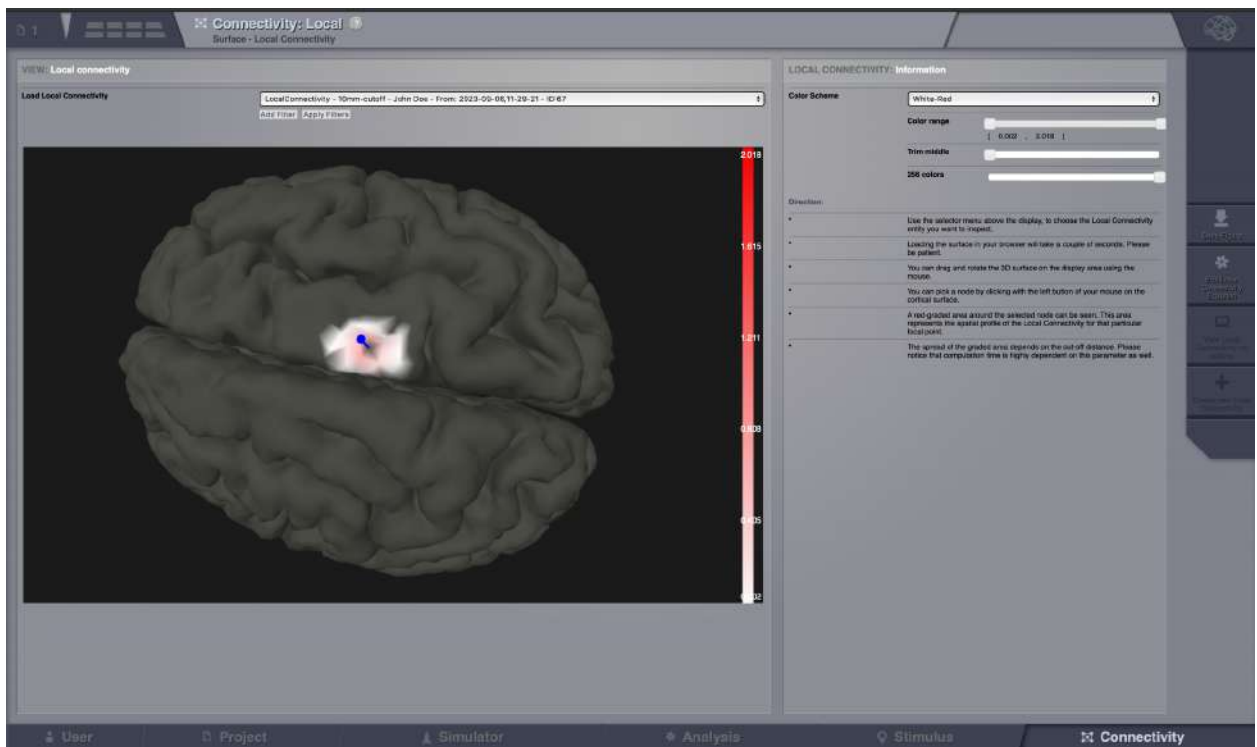 1
Connectivity: Local
Surface - Local Connectivity
VIEW: Local connectivity
Load Local Connectivity
LocalConnectivity - 10mm-cutoff - John Doe - From: 2023-09-06,11-29-21 - ID:67
Add Filter Apply Filters
2.018
1.615
1.211
0.808
0.405
LOCAL CONNECTIVITY: Information
Color Scheme
White-Red
Color range
[ 0.002 , 2.018 ]
Trim middle
256 colors
Direction:
Use the selector menu above the display, to choose the Local Connectivity
entity you want to inspect.
Loading the surface in your browser will take a couple of seconds. Please
be patient.
You can drag and rotate the 3D surface on the display area using the
mouse.
You can pick a node by clicking with the left button of your mouse on the
cortical surface.
A red-graded area around the selected node can be seen. This area
represents the spatial profile of the Local Connectivity for that particular
focal point.
The spread of the graded area depends on the cut-off distance. Please
notice that computation time is highly dependent on this parameter as well.
User
Project
Simulator
Analysis
Stimulus
Connectivity